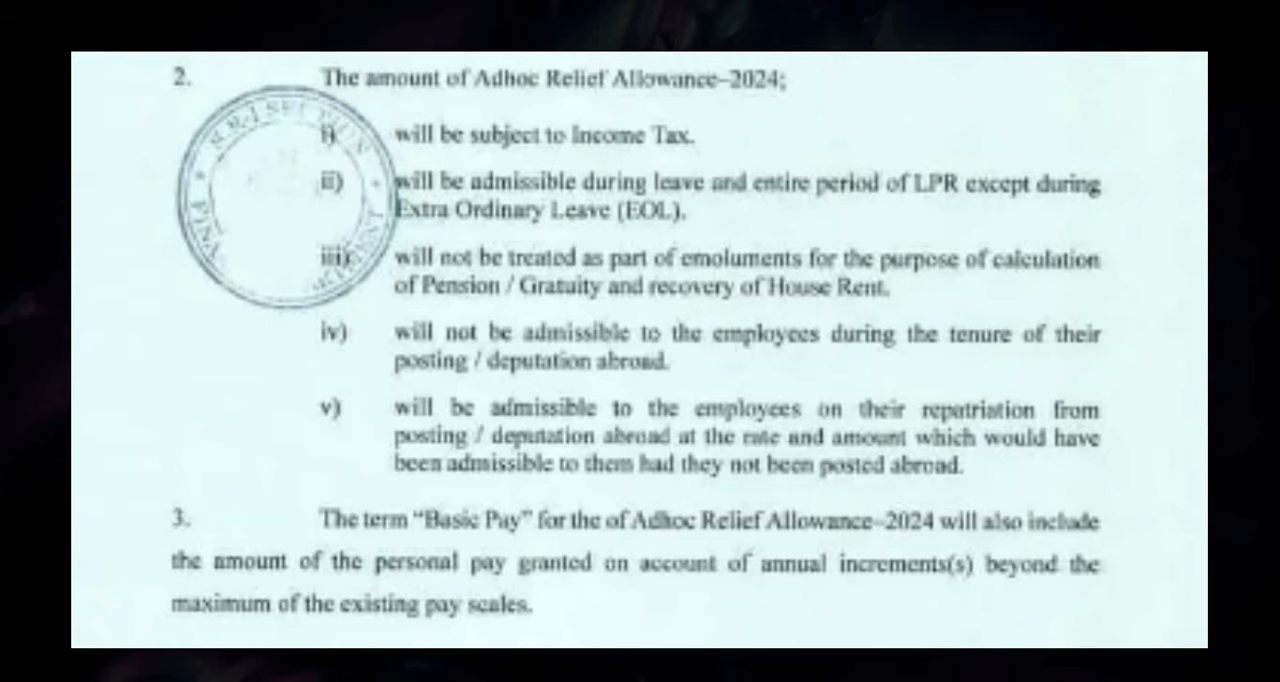 2. The amount of Adhoc Relief Allowance–2024;
i) will be subject to Income Tax.
ii) will be admissible during leave and entire period of LPR except during
Extra Ordinary Leave (EOL).
iii) will not be treated as part of emoluments for the purpose of calculation
of Pension / Gratuity and recovery of House Rent.
iv) will not be admissible to the employees during the tenure of their
posting / deputation abroad.
v) will be admissible to the employees on their repatriation from
posting / deputation abroad at the rate and amount which would have
been admissible to them had they not been posted abroad.
3. The term “Basic Pay” for the of Adhoc Relief Allowance–2024 will also include
the amount of the personal pay granted on account of annual increments(s) beyond the
maximum of the existing pay scales.